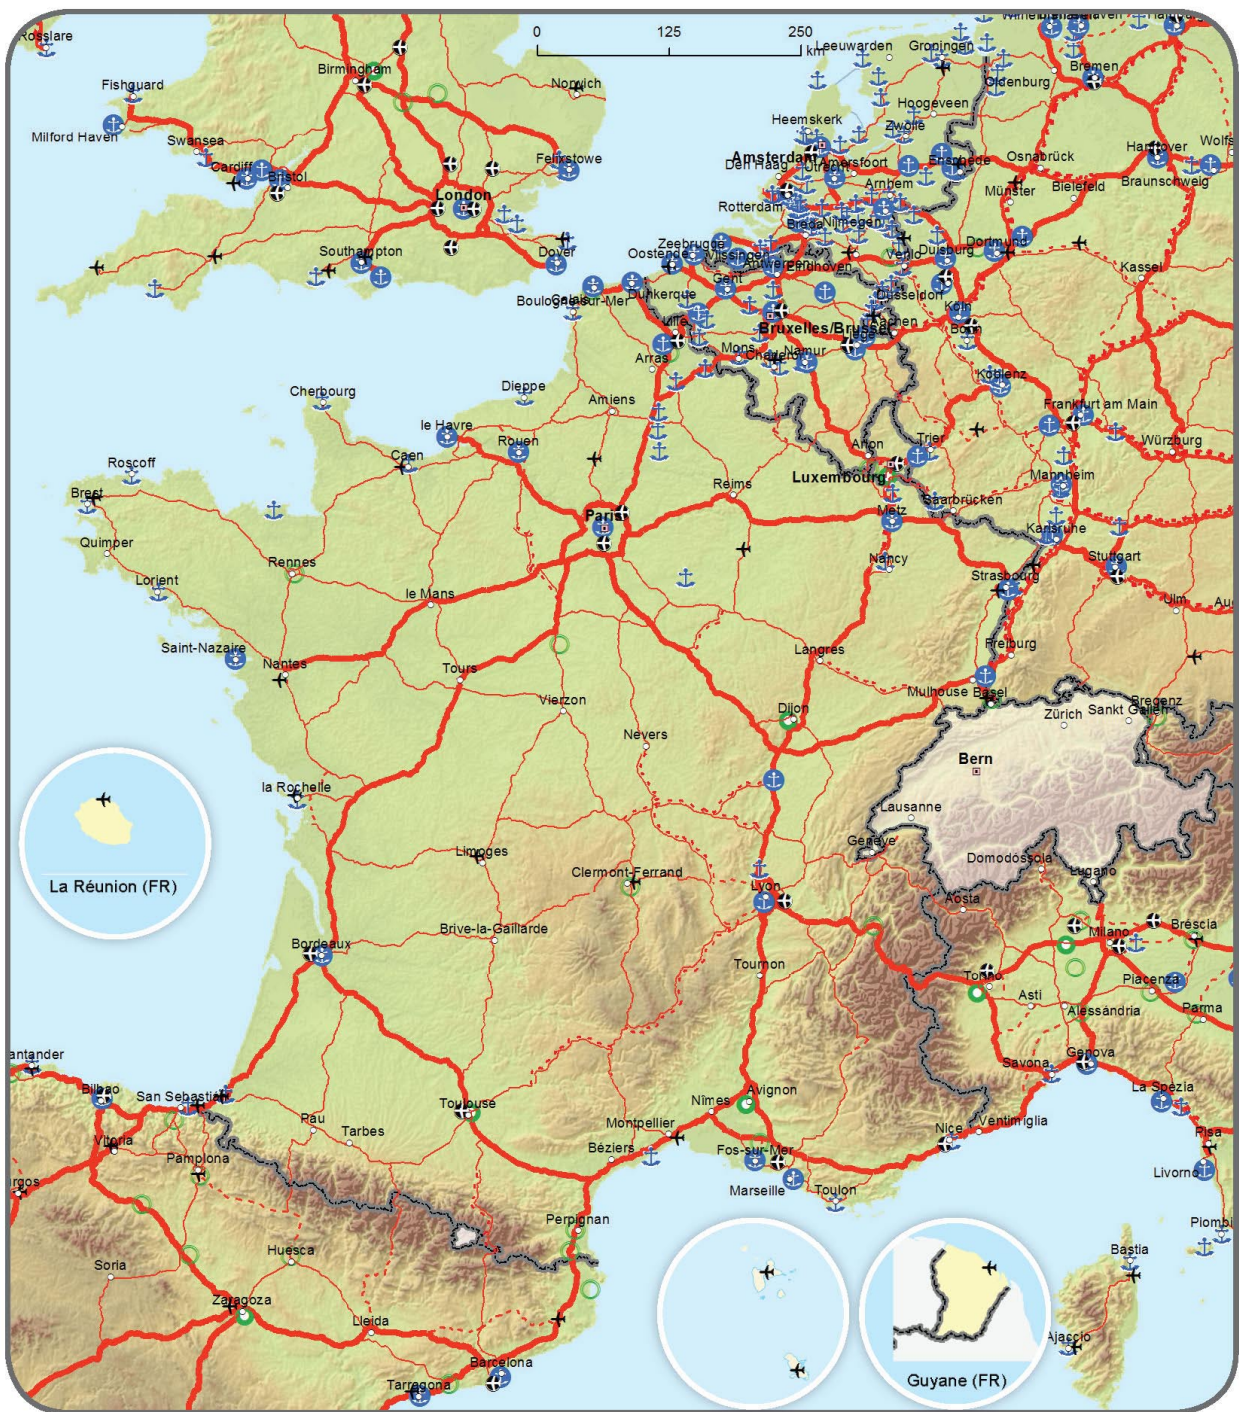 Rosslare
0 125 250
km
Leeuwarden
Groningen
Bremen
Oldenburg
Birmingham
Norwich
Fishguard
Hoogeveen
Heemskerk
Zwolle
Milford Haven
Swansea
Cardiff
Bristol
Felixstowe
Amsterdam
Den Haag
Utrecht
Amersfoort
Enschede
Osnabrück
Hannover
Wolfs
Braunschweig
Bielefeld
Münster
Arnhem
London
Rotterdam
Nijmegen
Breda
Southampton
Dover
Zeebrugge
Oostende
Vlissingen
Antwerpen
Eindhoven
Venlo
Duisburg
Dortmund
Kassel
Gent
Düsseldorf
Dunkerque
Calais
Boulogne-sur-Mer
Köln
Lille
Bruxelles/Brussel
Aachen
Bonn
Liège
Mons
Charleroi
Namur
Arras
Koblenz
Cherbourg
Dieppe
Amiens
Frankfurt am Main
le Havre
Rouen
Arlon
Trier
Würzburg
Caen
Roscoff
Luxembourg
Mannheim
Brest
Reims
Saarbrücken
Paris
Metz
Karlsruhe
Quimper
Rennes
Nancy
Stuttgart
Lorient
le Mans
Strasbourg
Ulm
Saint-Nazaire
Nantes
Tours
Langres
Freiburg
Mulhouse
Basel
Bregenz
Vierzon
Dijon
Zürich
Sankt Gallen
Nevers
Bern
la Rochelle
Lausanne
Limoges
Genève
Domodossola
Lugano
Clermont-Ferrand
Lyon
La Réunion (FR)
Aosta
Brive-la-Gaillarde
Milano
Bréscia
Bordeaux
Tournon
Torino
Asti
Piacenza
Alessándria
Parma
antander
Savona
Genova
Bilbao
San Sebastián
Avignon
La Spézia
Toulouse
Nîmes
Pau
Tarbes
Montpellier
Nice
Ventimiglia
Pisa
Vitoria
Béziers
Fos-sur-Mer
Pamplona
Livorno
urgos
Marseille
Toulon
Perpignan
Piombi
Huesca
Bastia
Soria
Zaragoza
Lleida
Ajaccio
Barcelona
Tarragona
Guyane (FR)